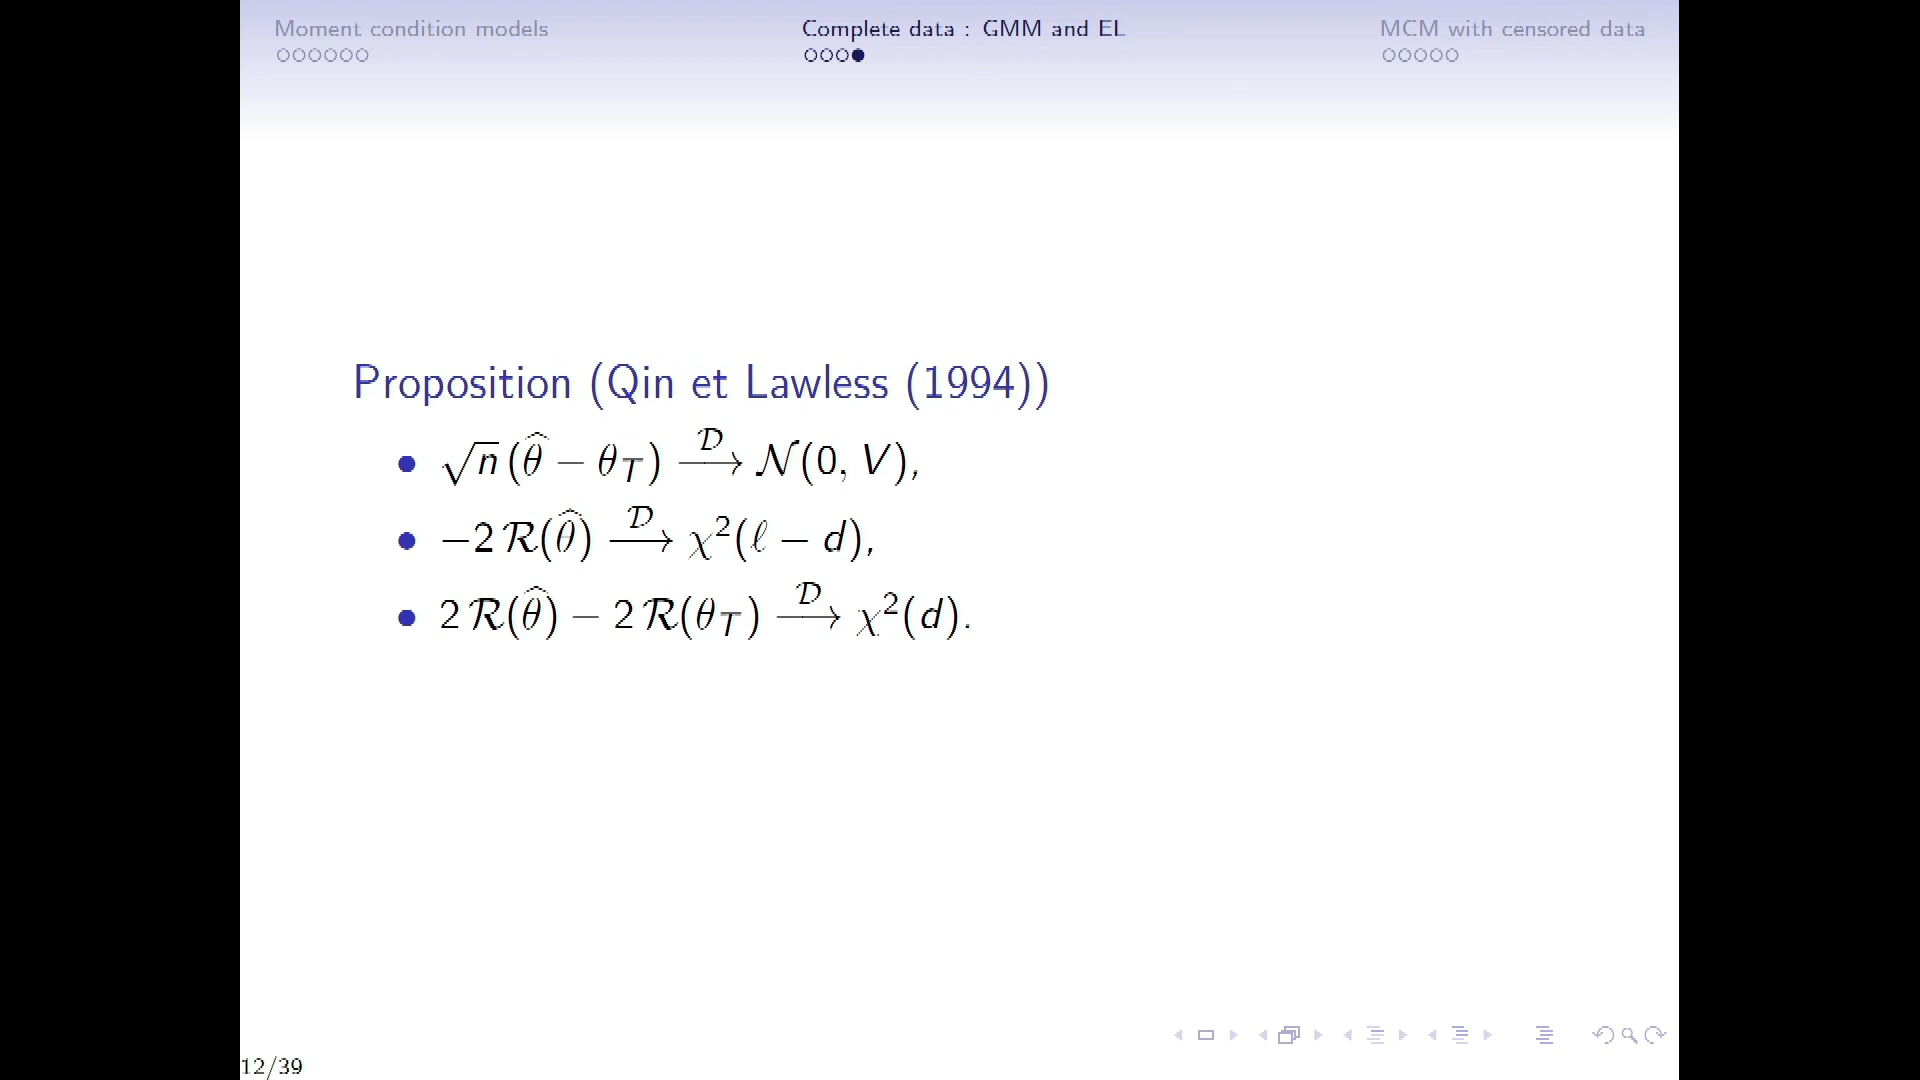 Moment condition models
Complete data : GMM and EL
MCM with censored data
Proposition (Qin et Lawless (1994))
• √n (θ̂ − θ_T) —𝒟→ 𝒩(0, V),
• −2 ℛ(θ̂) —𝒟→ χ²(ℓ − d),
• 2 ℛ(θ̂) − 2 ℛ(θ_T) —𝒟→ χ²(d).
12/39